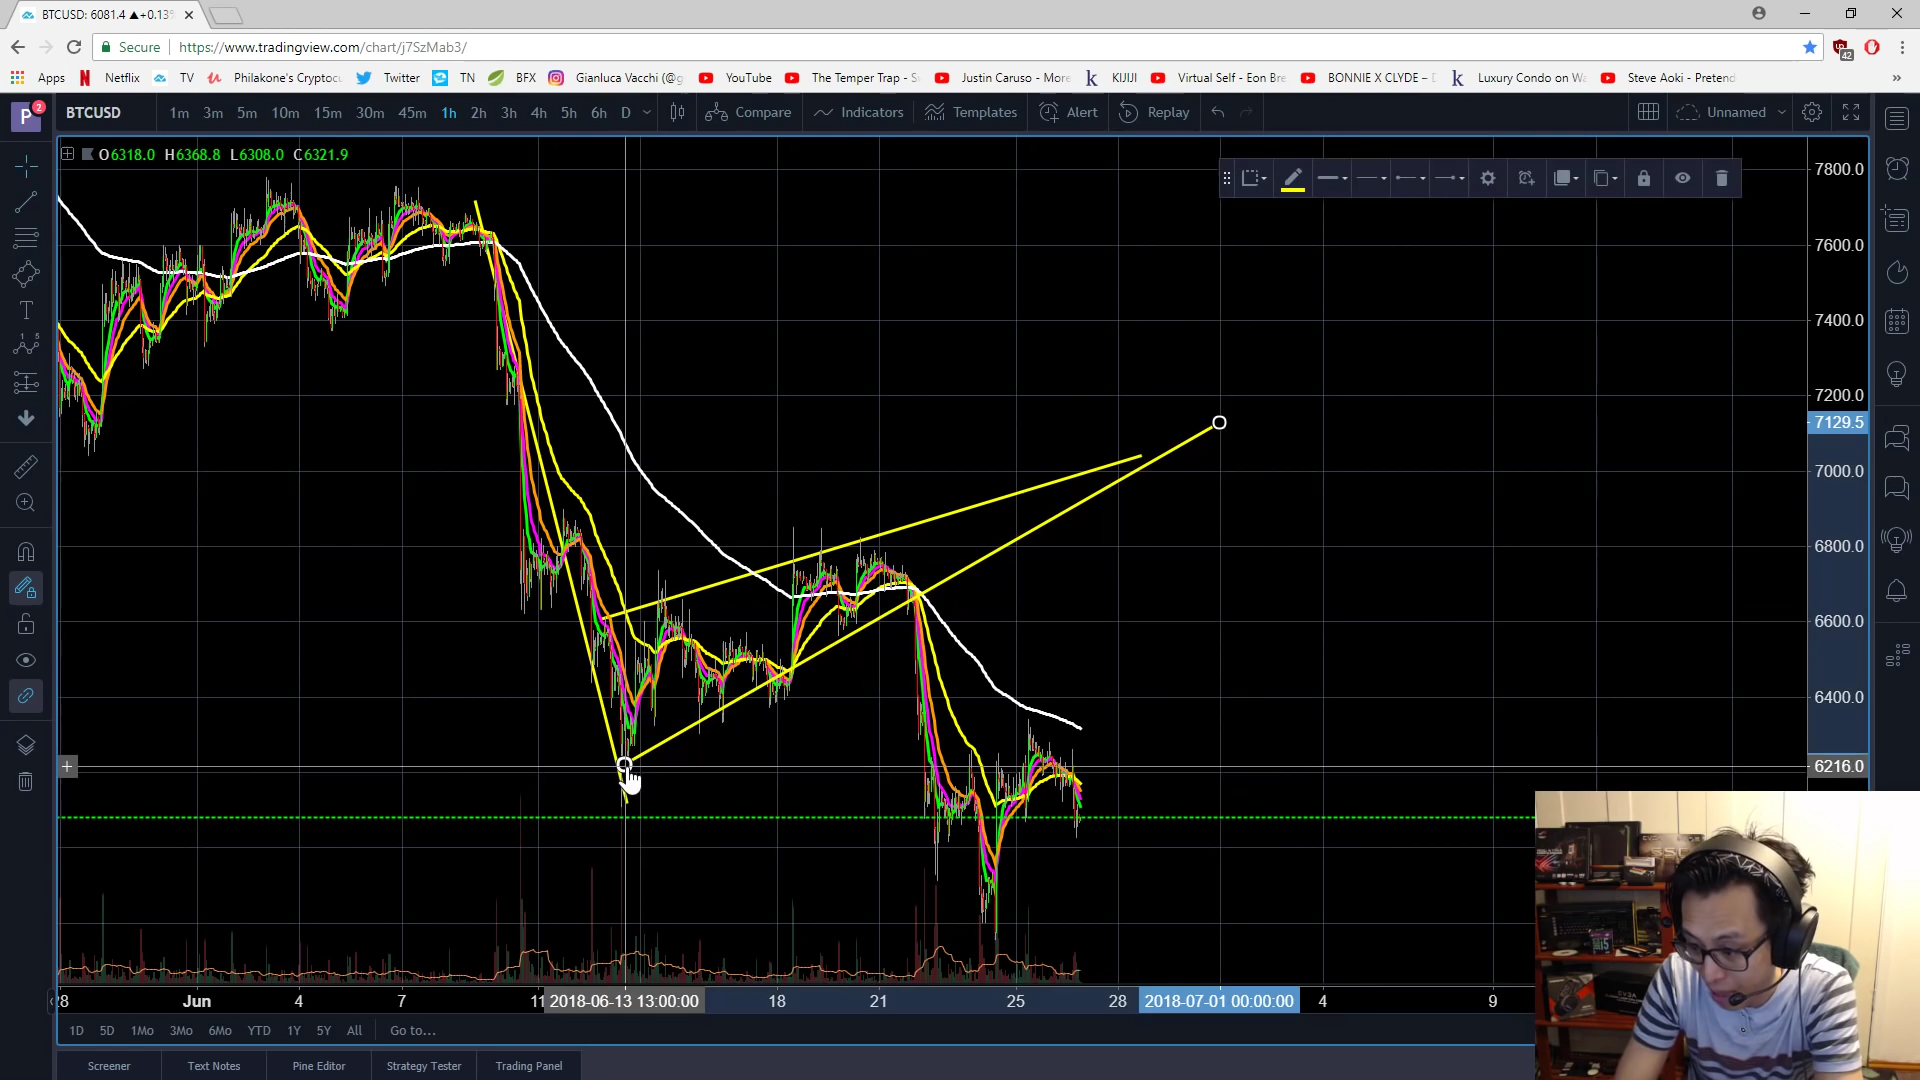 BTCUSD: 6081.4 ▲+0.13%
Secure https://www.tradingview.com/chart/j7SzMab3/
42
Apps N Netflix TV Philakone's Cryptocu Twitter TN BFX Gianluca Vacchi (@g YouTube The Temper Trap - S Justin Caruso - More k KIJIJI Virtual Self - Eon Bre BONNIE X CLYDE – D k Luxury Condo on Wa Steve Aoki - Pretend »
P 2 BTCUSD 1m 3m 5m 10m 15m 30m 45m 1h 2h 3h 4h 5h 6h D Compare Indicators Templates Alert Replay Unnamed
O6318.0 H6368.8 L6308.0 C6321.9
7800.0
7600.0
7400.0
7200.0
7129.5
7000.0
6800.0
6600.0
6400.0
6216.0
28 Jun 4 7 11 2018-06-13 13:00:00 18 21 25 28 2018-07-01 00:00:00 4 9
1D 5D 1Mo 3Mo 6Mo YTD 1Y 5Y All Go to...
Screener Text Notes Pine Editor Strategy Tester Trading Panel